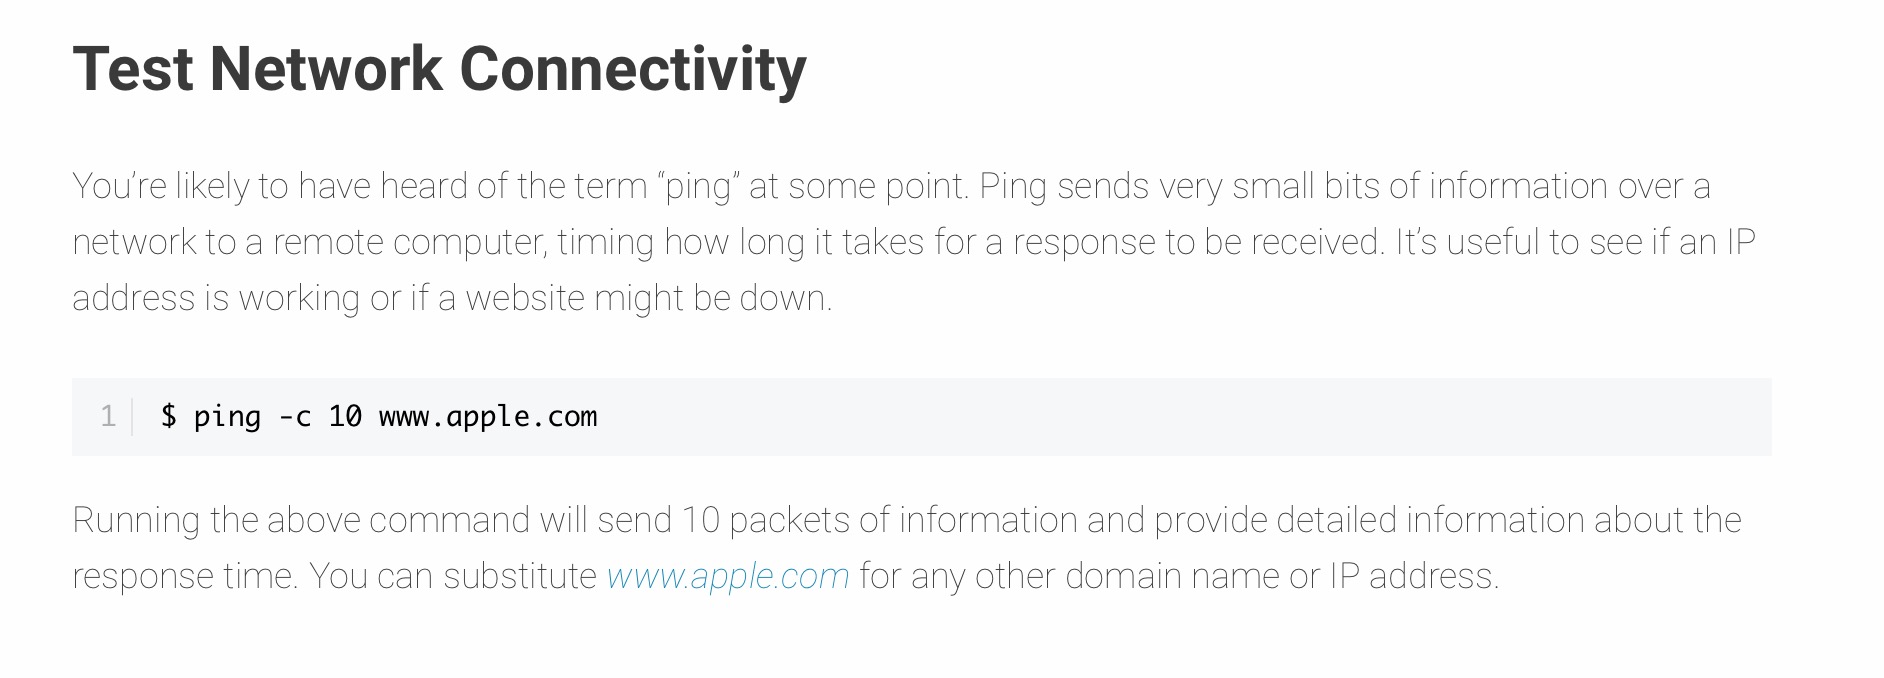 Test Network Connectivity
You’re likely to have heard of the term “ping” at some point. Ping sends very small bits of information over a
network to a remote computer, timing how long it takes for a response to be received. It’s useful to see if an IP
address is working or if a website might be down.
1 $ ping -c 10 www.apple.com
Running the above command will send 10 packets of information and provide detailed information about the
response time. You can substitute www.apple.com for any other domain name or IP address.